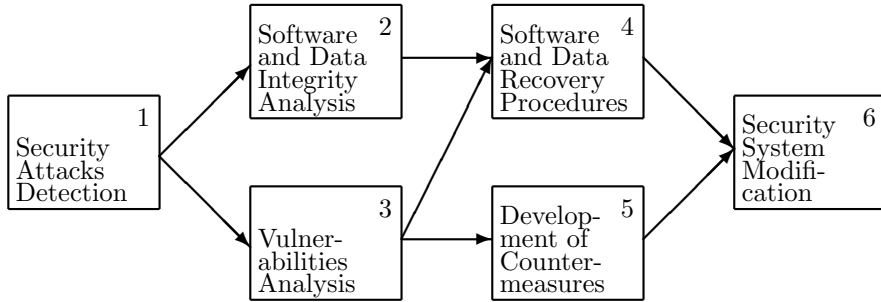 1
Security
Attacks
Detection
2
Software
and Data
Integrity
Analysis
3
Vulner-
abilities
Analysis
4
Software
and Data
Recovery
Procedures
5
Develop-
ment of
Counter-
measures
6
Security
System
Modifi-
cation